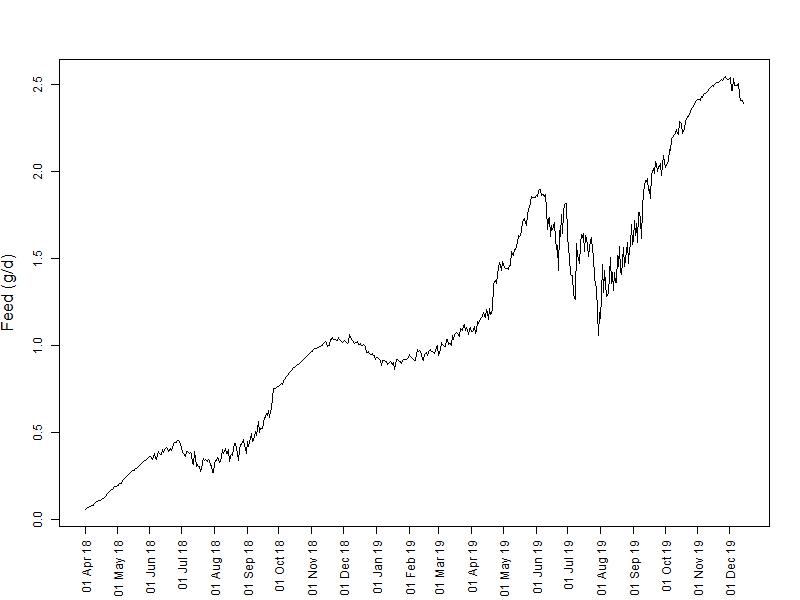 2.5
2.0
1.5
1.0
0.5
0.0
Feed (g/d)
01 Apr 18
01 May 18
01 Jun 18
01 Jul 18
01 Aug 18
01 Sep 18
01 Oct 18
01 Nov 18
01 Dec 18
01 Jan 19
01 Feb 19
01 Mar 19
01 Apr 19
01 May 19
01 Jun 19
01 Jul 19
01 Aug 19
01 Sep 19
01 Oct 19
01 Nov 19
01 Dec 19